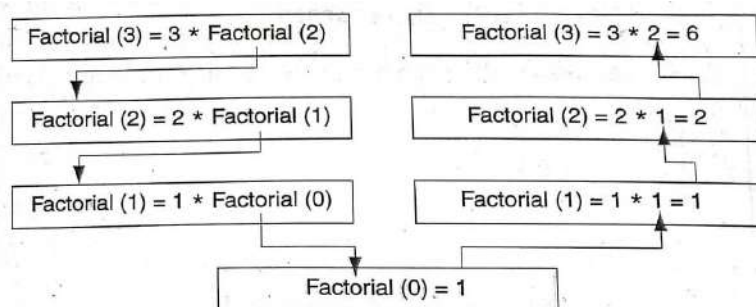 Factorial (3) = 3 * Factorial (2)
Factorial (3) = 3 * 2 = 6
Factorial (2) = 2 * Factorial (1)
Factorial (2) = 2 * 1 = 2
Factorial (1) = 1 * Factorial (0)
Factorial (1) = 1 * 1 = 1
Factorial (0) = 1